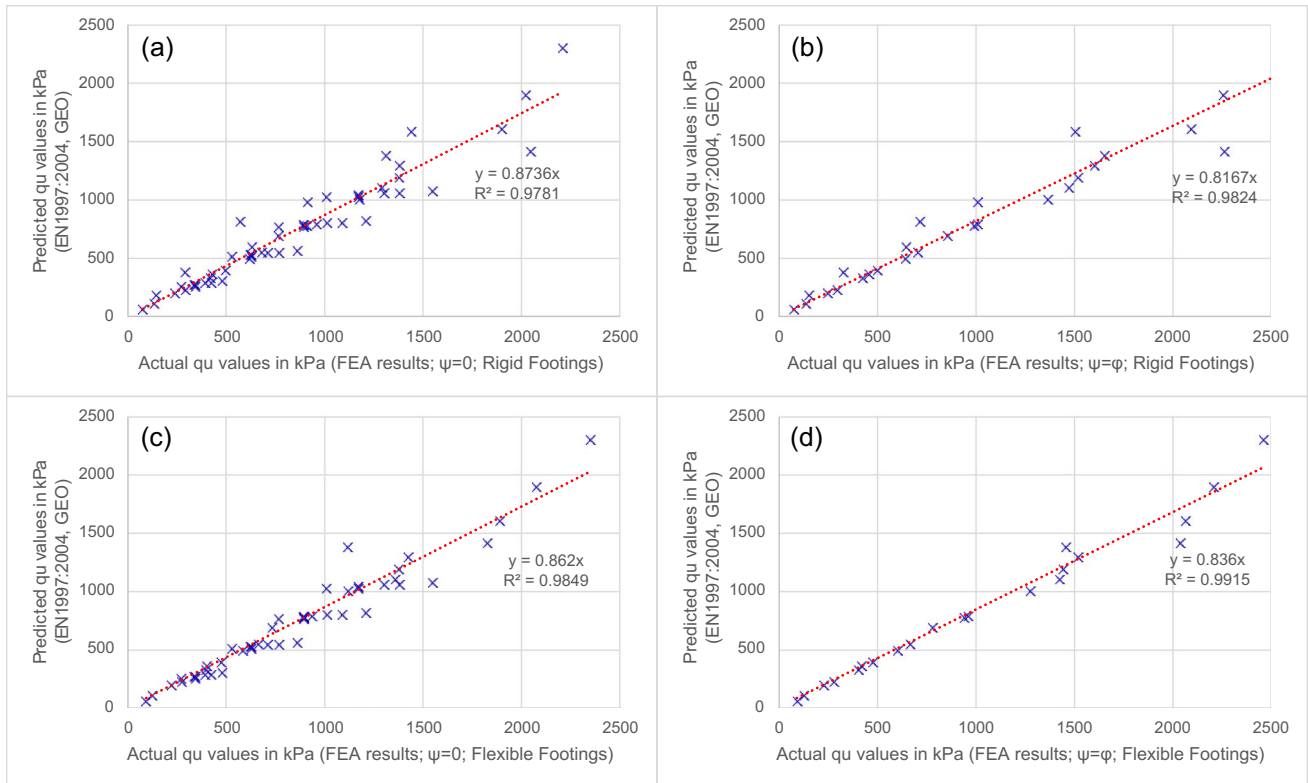 (a)
Predicted qu values in kPa
(EN1997:2004, GEO)
2500
2000
1500
1000
500
0
y = 0.8736x
R² = 0.9781
0 500 1000 1500 2000 2500
Actual qu values in kPa (FEA results; ψ=0; Rigid Footings)
(b)
Predicted qu values in kPa
(EN1997:2004, GEO)
2500
2000
1500
1000
500
0
y = 0.8167x
R² = 0.9824
0 500 1000 1500 2000 2500
Actual qu values in kPa (FEA results; ψ=φ; Rigid Footings)
(c)
Predicted qu values in kPa
(EN1997:2004, GEO)
2500
2000
1500
1000
500
0
y = 0.862x
R² = 0.9849
0 500 1000 1500 2000 2500
Actual qu values in kPa (FEA results; ψ=0; Flexible Footings)
(d)
Predicted qu values in kPa
(EN1997:2004, GEO)
2500
2000
1500
1000
500
0
y = 0.836x
R² = 0.9915
0 500 1000 1500 2000 2500
Actual qu values in kPa (FEA results; ψ=φ; Flexible Footings)